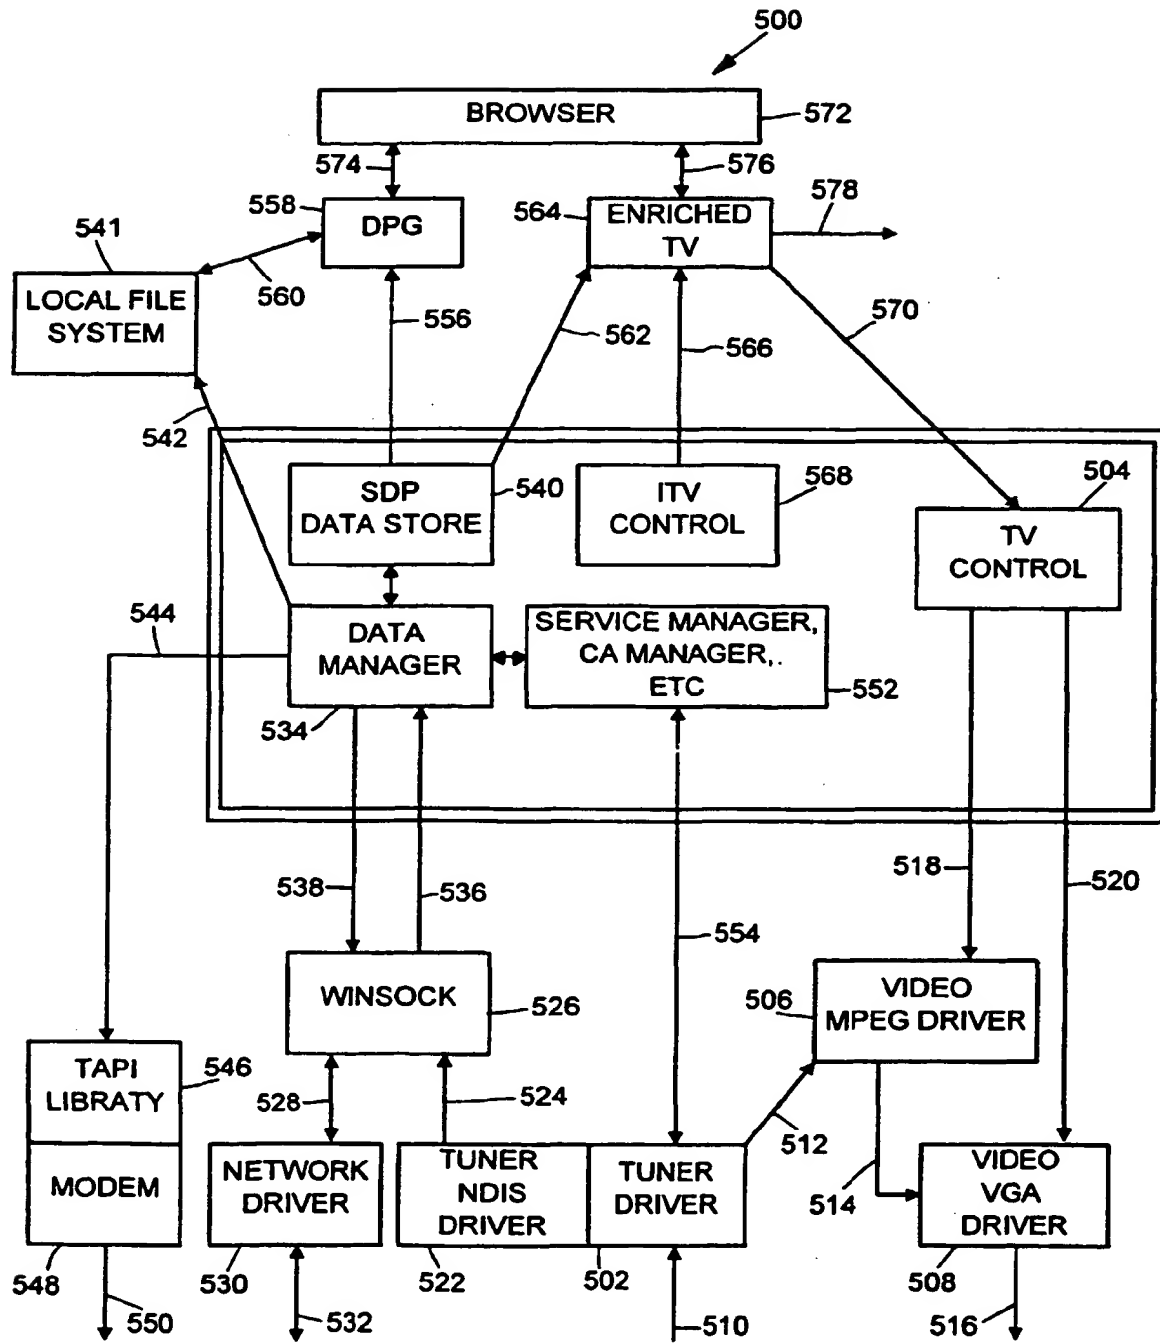 500
BROWSER
572
574
576
558
DPG
564
ENRICHED
TV
578
541
LOCAL FILE
SYSTEM
560
556
562
566
570
542
SDP
DATA STORE
540
ITV
CONTROL
568
504
TV
CONTROL
544
DATA
MANAGER
534
SERVICE MANAGER,
CA MANAGER,.
ETC
552
538
536
554
518
520
WINSOCK
526
506
VIDEO
MPEG DRIVER
TAPI
LIBRATY
546
528
524
512
MODEM
NETWORK
DRIVER
TUNER
NDIS
DRIVER
TUNER
DRIVER
514
VIDEO
VGA
DRIVER
548
530
522
502
508
550
532
510
516